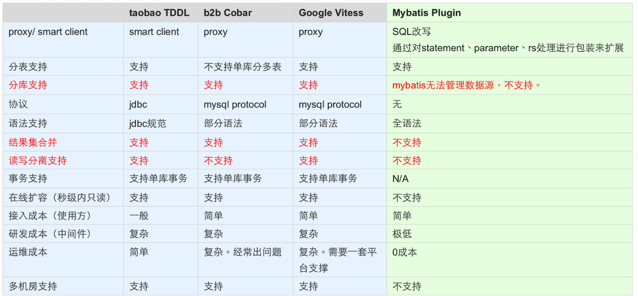 taobao TDDL b2b Cobar Google Vitess Mybatis Plugin
proxy/ smart client smart client proxy proxy SQL改写
通过对statement、parameter、rs处理进行包装来扩展
分表支持 支持 不支持单库分多表 支持 支持
分库支持 支持 支持 支持 mybatis无法管理数据源，不支持。
协议 jdbc mysql protocol mysql protocol 无
语法支持 jdbc规范 部分语法 部分语法 全语法
结果集合并 支持 支持 支持 不支持
读写分离支持 支持 不支持 支持 不支持
事务支持 支持单库事务 支持单库事务 支持单库事务 N/A
在线扩容（秒级内只读） 支持 支持 支持 不支持
接入成本（使用方） 一般 简单 简单 简单
研发成本（中间件） 复杂 复杂 复杂 极低
运维成本 简单 复杂。经常出问题 复杂。需要一套平 0成本
台支撑
多机房支持 支持 支持 支持 不支持